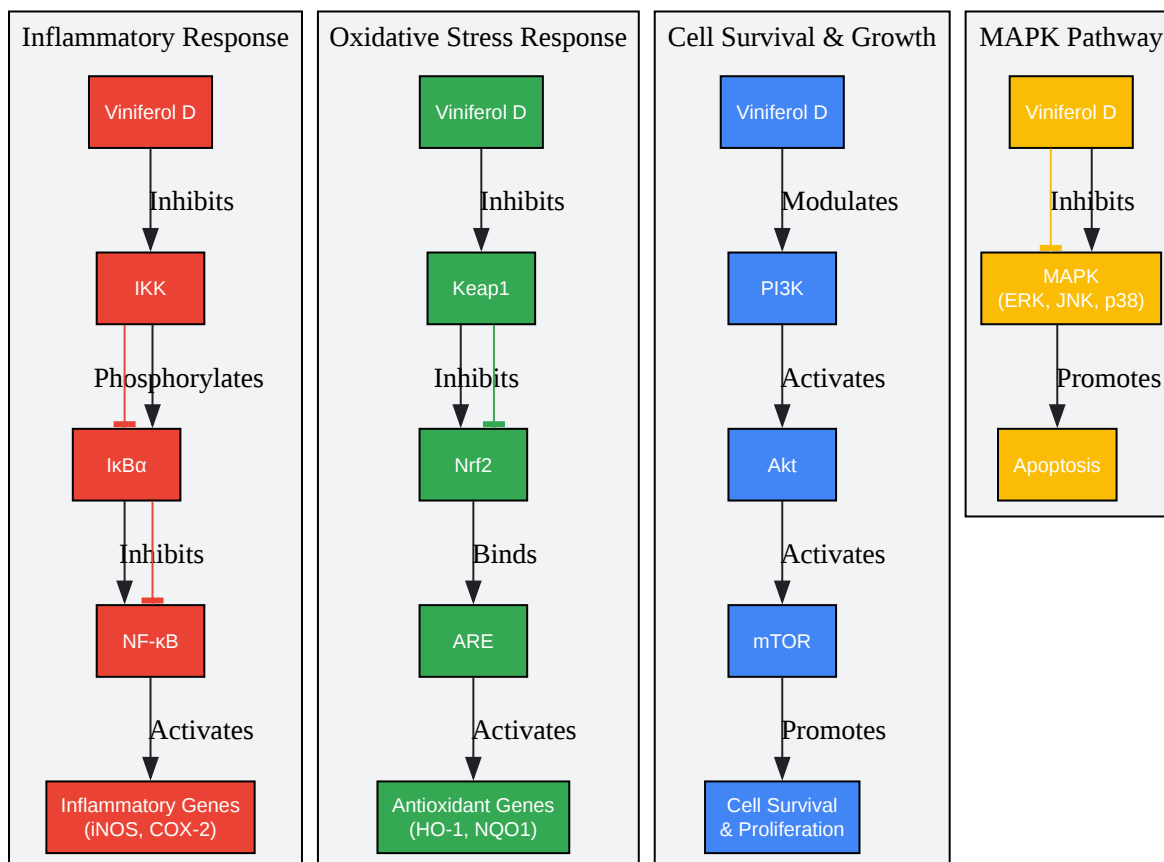 Inflammatory Response
Viniferol D
Inhibits
IKK
Phosphorylates
IκBα
Inhibits
NF-κB
Activates
Inflammatory Genes
(iNOS, COX-2)
Oxidative Stress Response
Viniferol D
Inhibits
Keap1
Inhibits
Nrf2
Binds
ARE
Activates
Antioxidant Genes
(HO-1, NQO1)
Cell Survival & Growth
Viniferol D
Modulates
PI3K
Activates
Akt
Activates
mTOR
Promotes
Cell Survival
& Proliferation
MAPK Pathway
Viniferol D
Inhibits
MAPK
(ERK, JNK, p38)
Promotes
Apoptosis